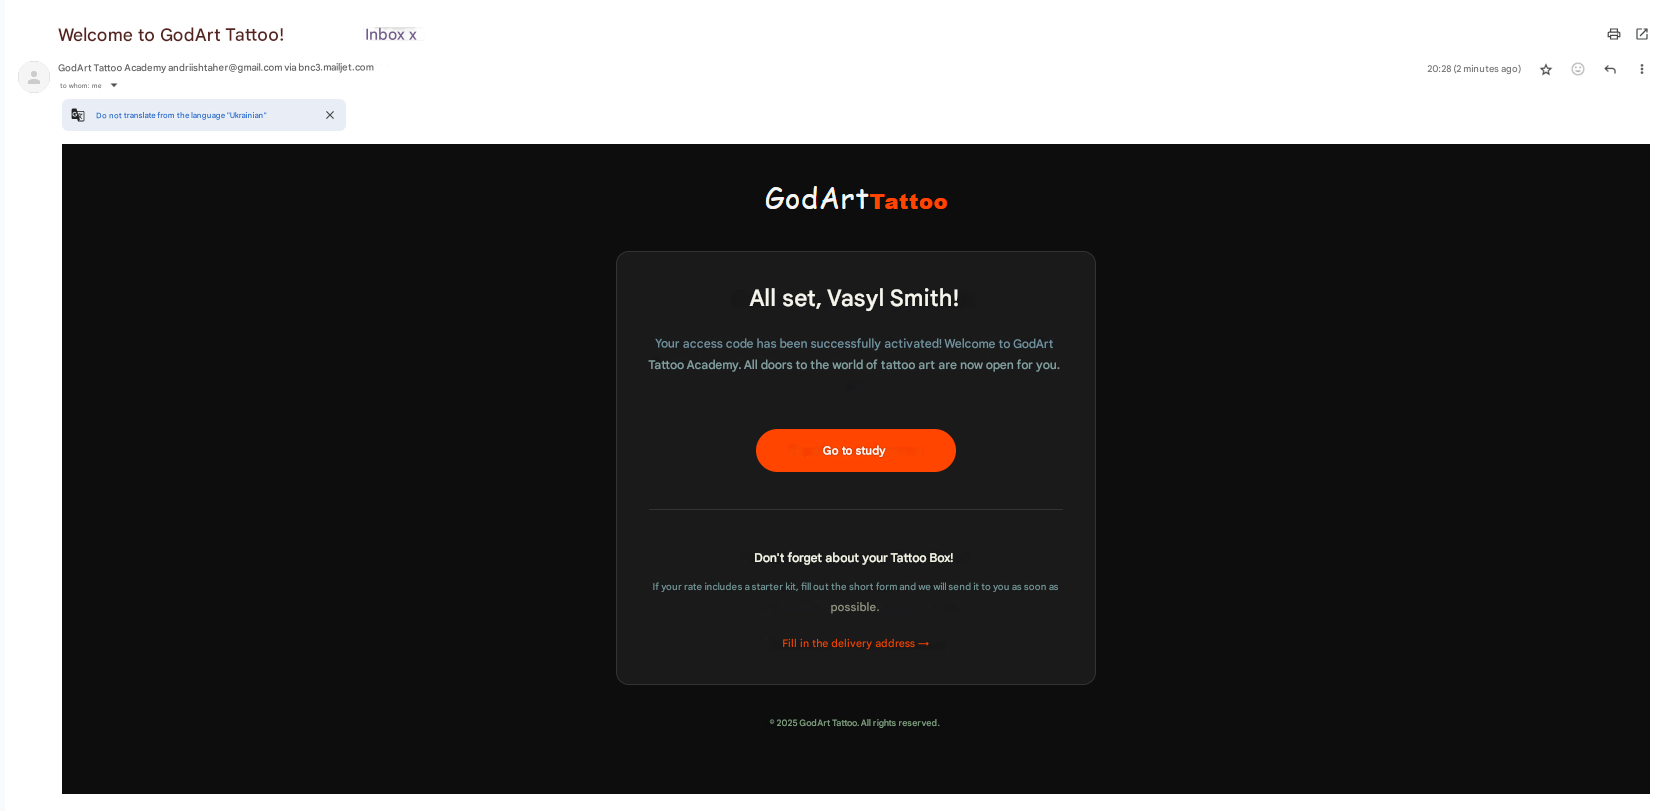 Welcome to GodArt Tattoo!
Inbox x
GodArt Tattoo Academy andriishtaher@gmail.com via bnc3.mailjet.com
20:28 (2 minutes ago)
to whom: me
Do not translate from the language "Ukrainian"
GodArtTattoo
All set, Vasyl Smith!
Your access code has been successfully activated! Welcome to GodArt
Tattoo Academy. All doors to the world of tattoo art are now open for you.
Go to study
Don't forget about your Tattoo Box!
If your rate includes a starter kit, fill out the short form and we will send it to you as soon as
possible.
Fill in the delivery address →
© 2025 GodArt Tattoo. All rights reserved.